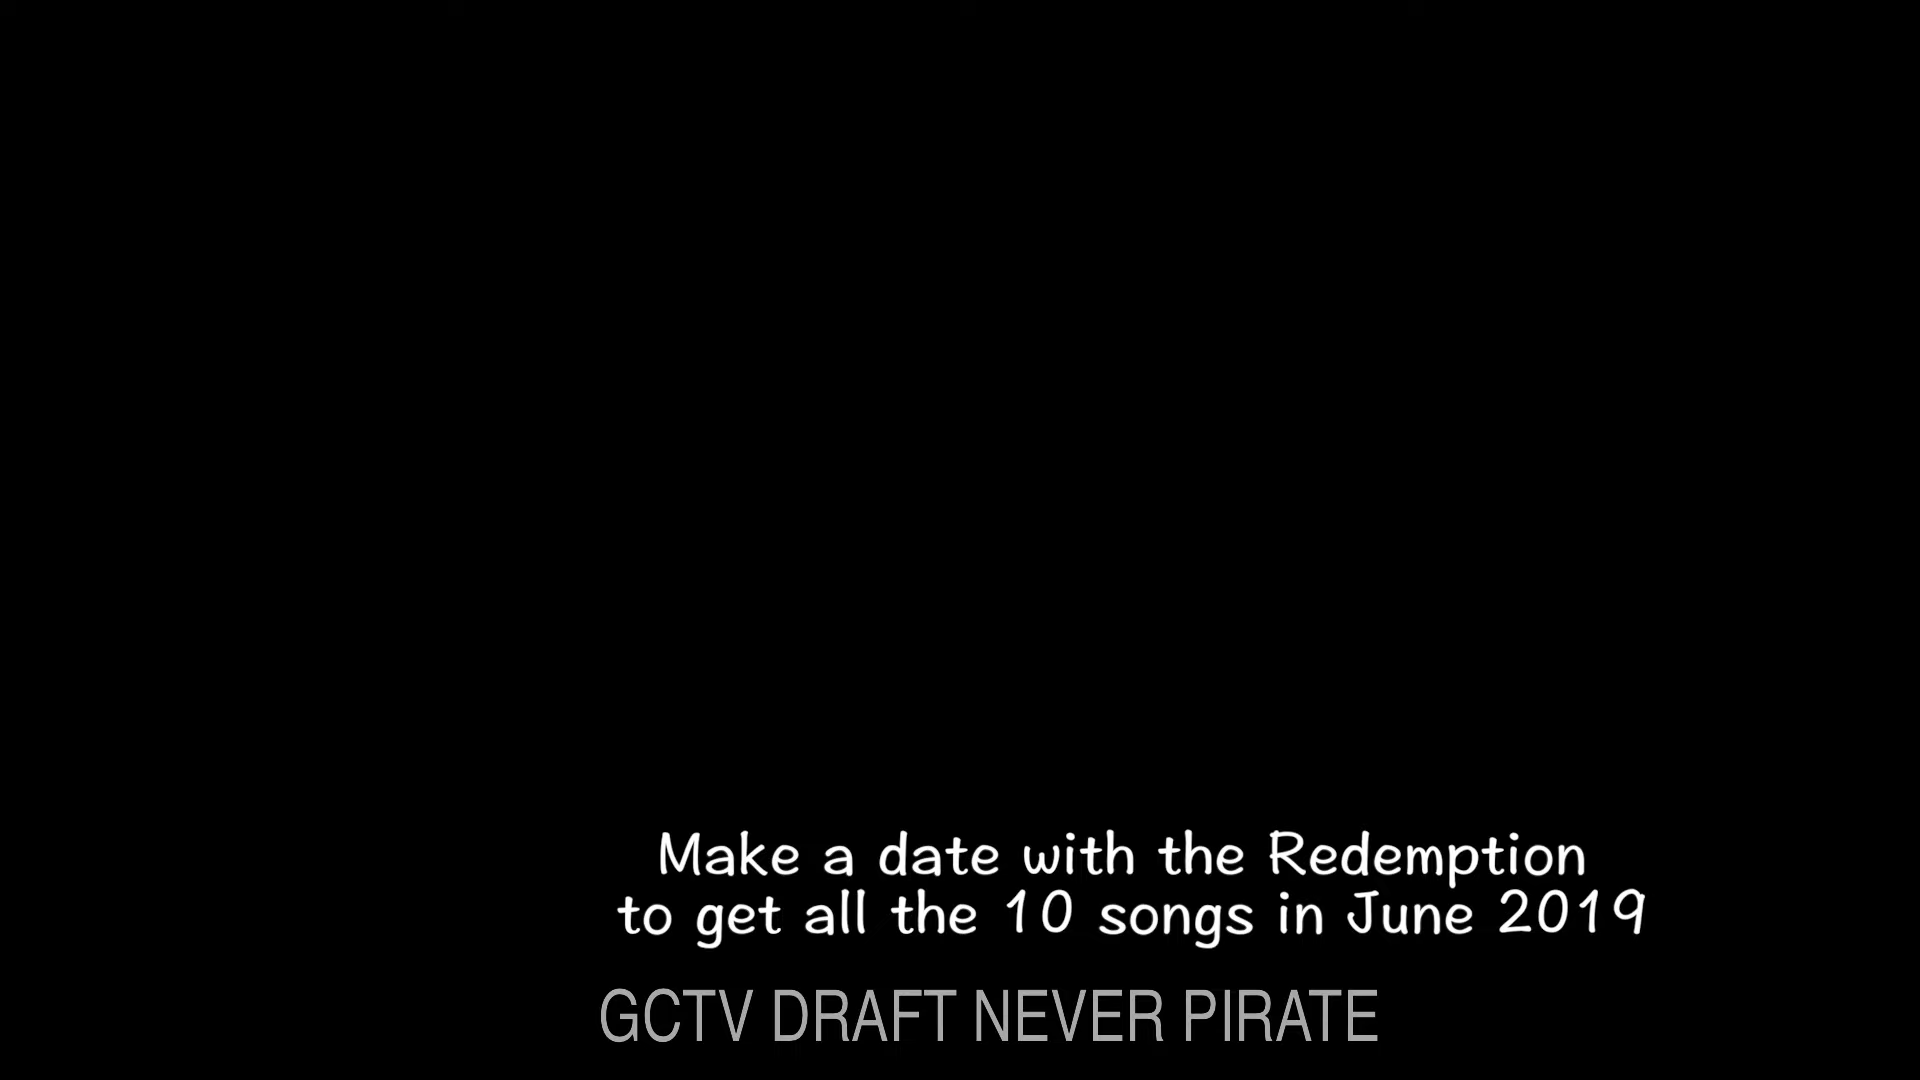 Make a date with the Redemption
to get all the 10 songs in June 2019
GCTV DRAFT NEVER PIRATE